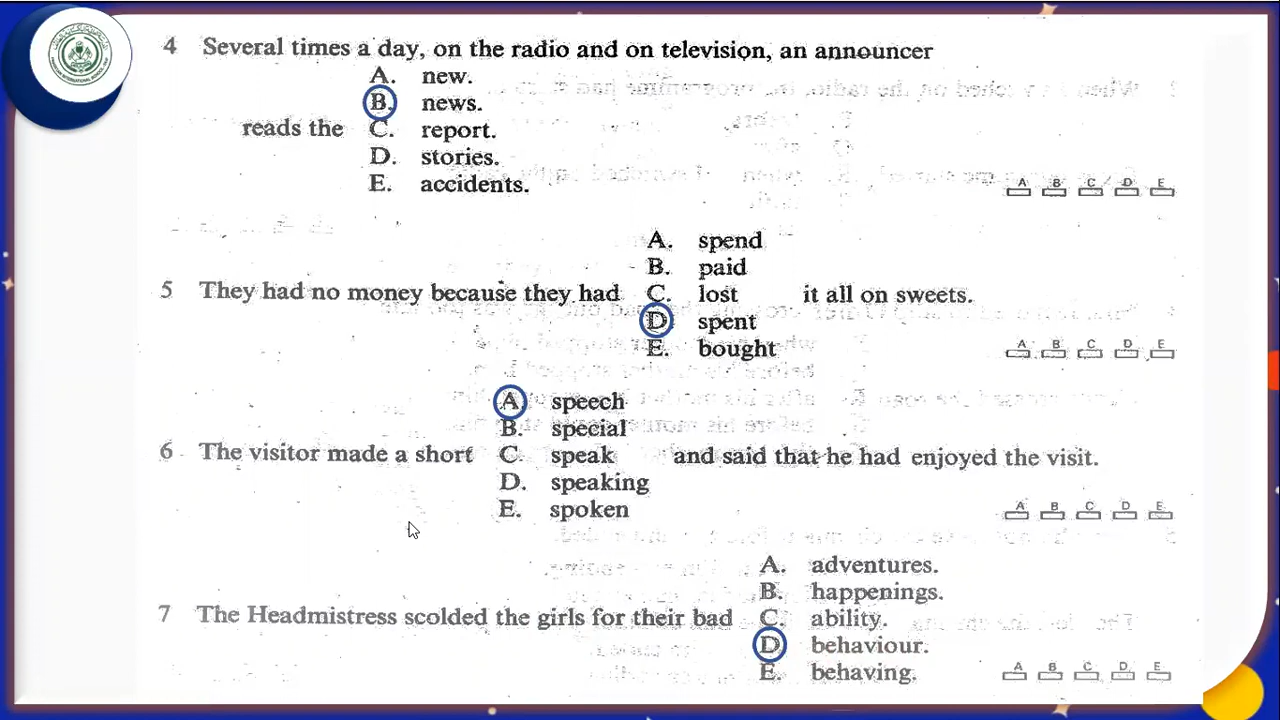 4 Several times a day, on the radio and on television, an announcer
A. new.
B. news.
reads the C. report.
D. stories.
E. accidents.
A B C D E
A. spend
B. paid
5 They had no money because they had C. lost it all on sweets.
D spent
E. bought
A B C D E
A speech
B. special
6 The visitor made a short C. speak and said that he had enjoyed the visit.
D. speaking
E. spoken
A B C D E
A. adventures.
B. happenings.
7 The Headmistress scolded the girls for their bad C. ability.
D behaviour.
E. behaving.
A B C D E